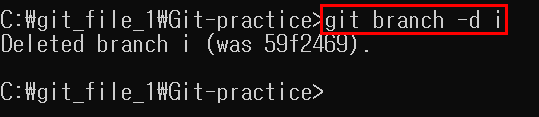 C:₩git_file_1₩Git-practice>git branch -d i
Deleted branch i (was 59f2469).
C:₩git_file_1₩Git-practice>